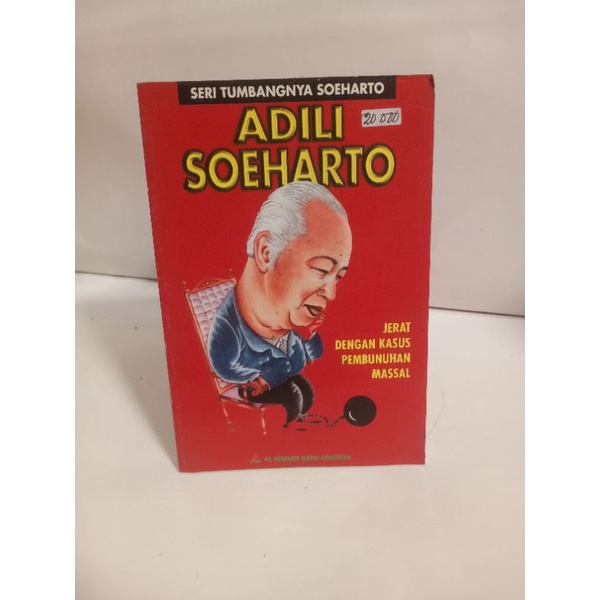 SERI TUMBANGNYA SOEHARTO
ADILI
20 000
SOEHARTO
JERAT
DENGAN KASUS
PEMBUNUHAN
MASSAL